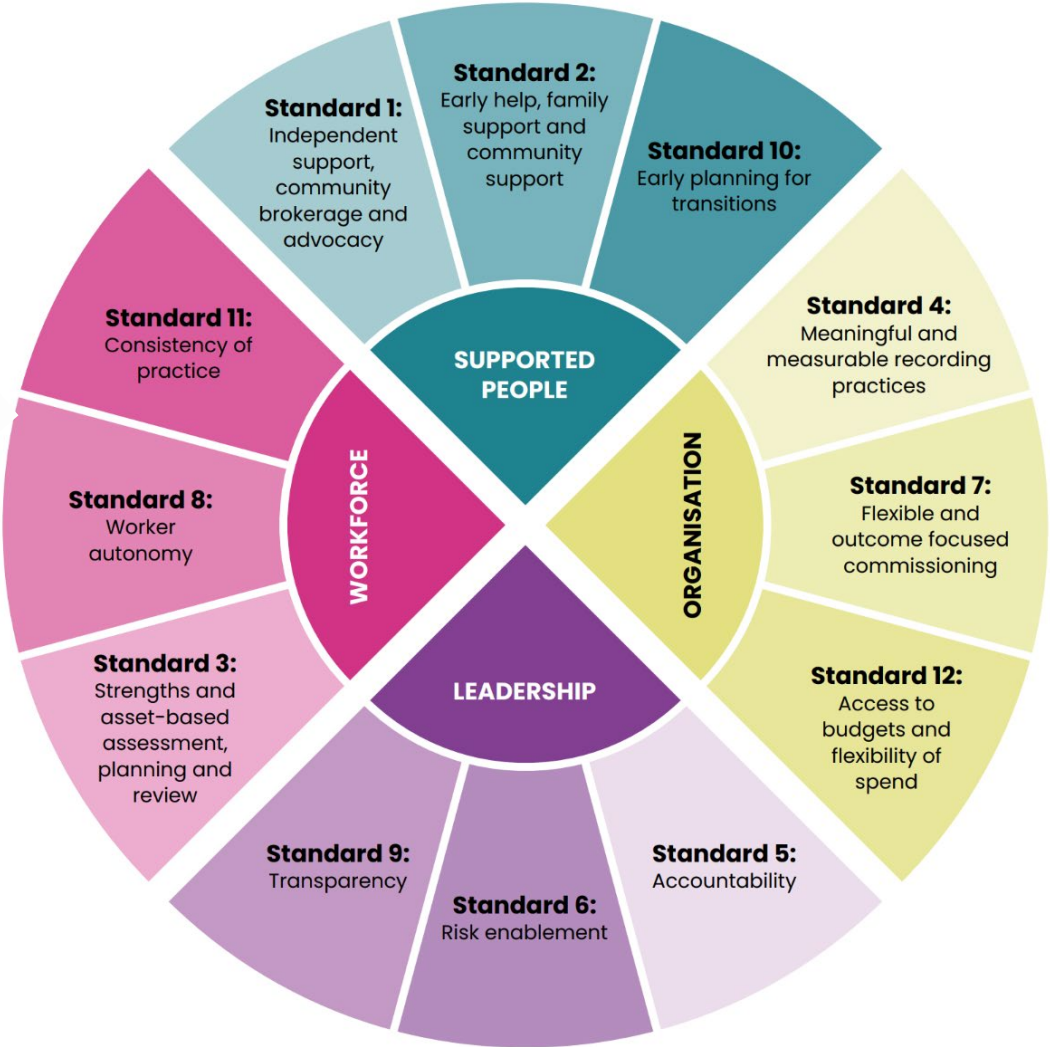 Standard 1:
Independent
support,
community
brokerage and
advocacy
Standard 2:
Early help, family
support and
community
support
Standard 10:
Early planning for
transitions
SUPPORTED
PEOPLE
Standard 4:
Meaningful and
measurable recording
practices
Standard 7:
Flexible and
outcome focused
commissioning
Standard 12:
Access to
budgets and
flexibility of
spend
ORGANISATION
Standard 5:
Accountability
Standard 6:
Risk enablement
Standard 9:
Transparency
LEADERSHIP
Standard 3:
Strengths and
asset-based
assessment,
planning and
review
Standard 8:
Worker
autonomy
Standard 11:
Consistency of
practice
WORKFORCE